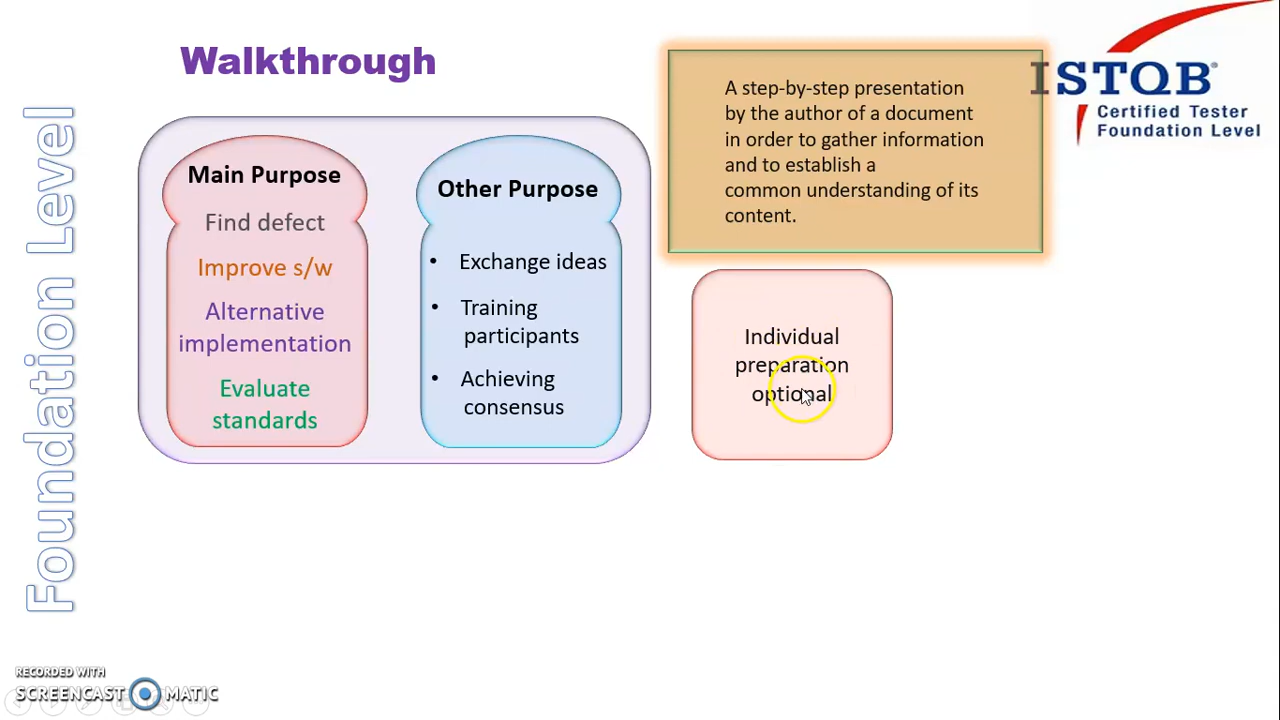 Walkthrough
Foundation Level
Main Purpose
Find defect
Improve s/w
Alternative
implementation
Evaluate
standards
Other Purpose
• Exchange ideas
• Training
participants
• Achieving
consensus
A step-by-step presentation
by the author of a document
in order to gather information
and to establish a
common understanding of its
content.
ISTQB®
Certified Tester
Foundation Level
Individual
preparation
optional
RECORDED WITH
SCREENCAST MATIC